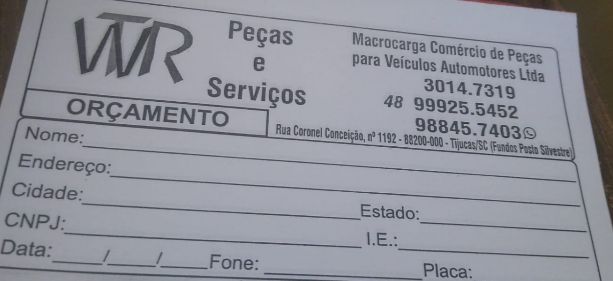 WR Peças
e
Serviços
Macrocarga Comércio de Peças
para Veículos Automotores Ltda
3014.7319
48 99925.5452
98845.7403
ORÇAMENTO
Rua Coronel Conceição, nº 1192 - 88200-000 - Tijucas/SC (Fundos Posto Silvestre)
Nome:
Endereço:
Cidade: Estado:
CNPJ: I.E.:
Data: / / Fone: Placa: